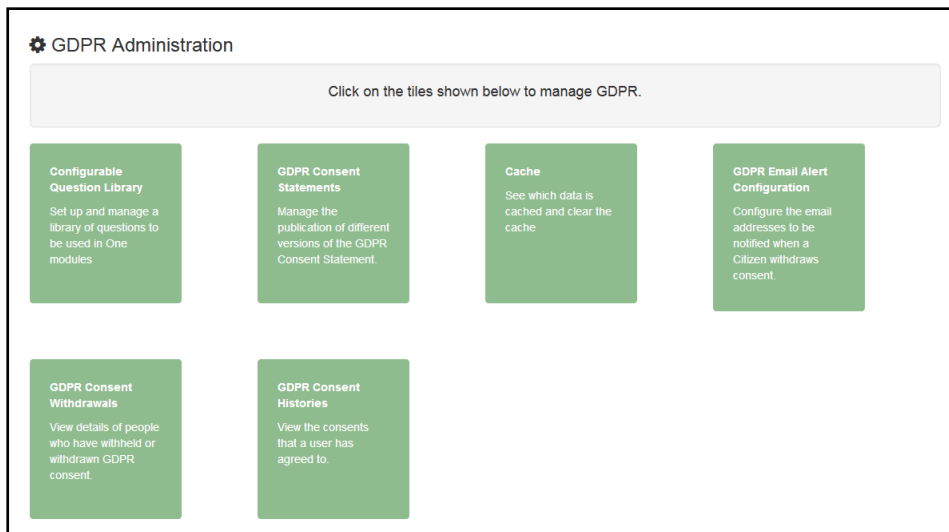 GDPR Administration
Click on the tiles shown below to manage GDPR.
Configurable
Question Library
Set up and manage a
library of questions to
be used in One
modules
GDPR Consent
Statements
Manage the
publication of different
versions of the GDPR
Consent Statement.
Cache
See which data is
cached and clear the
cache
GDPR Email Alert
Configuration
Configure the email
addresses to be
notified when a
Citizen withdraws
consent.
GDPR Consent
Withdrawals
View details of people
who have withheld or
withdrawn GDPR
consent.
GDPR Consent
Histories
View the consents
that a user has
agreed to.